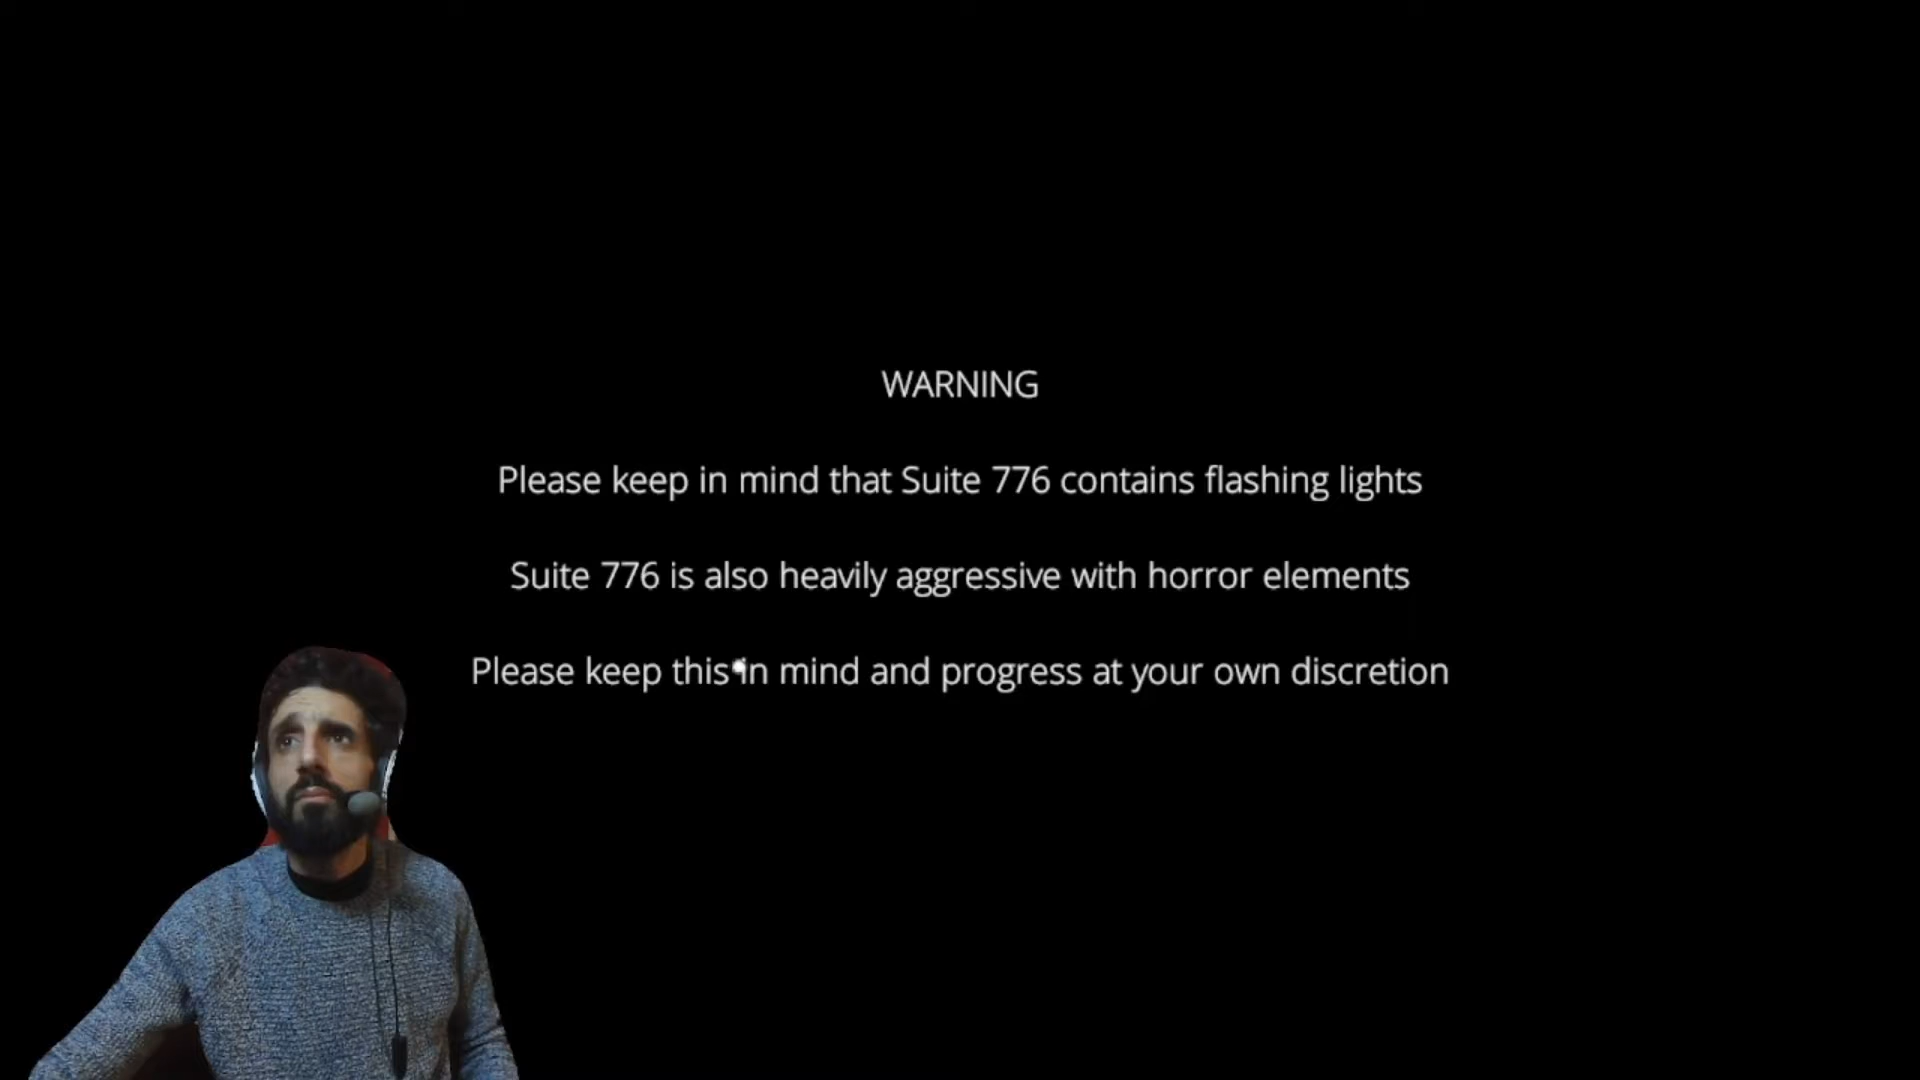 WARNING
Please keep in mind that Suite 776 contains flashing lights
Suite 776 is also heavily aggressive with horror elements
Please keep this in mind and progress at your own discretion